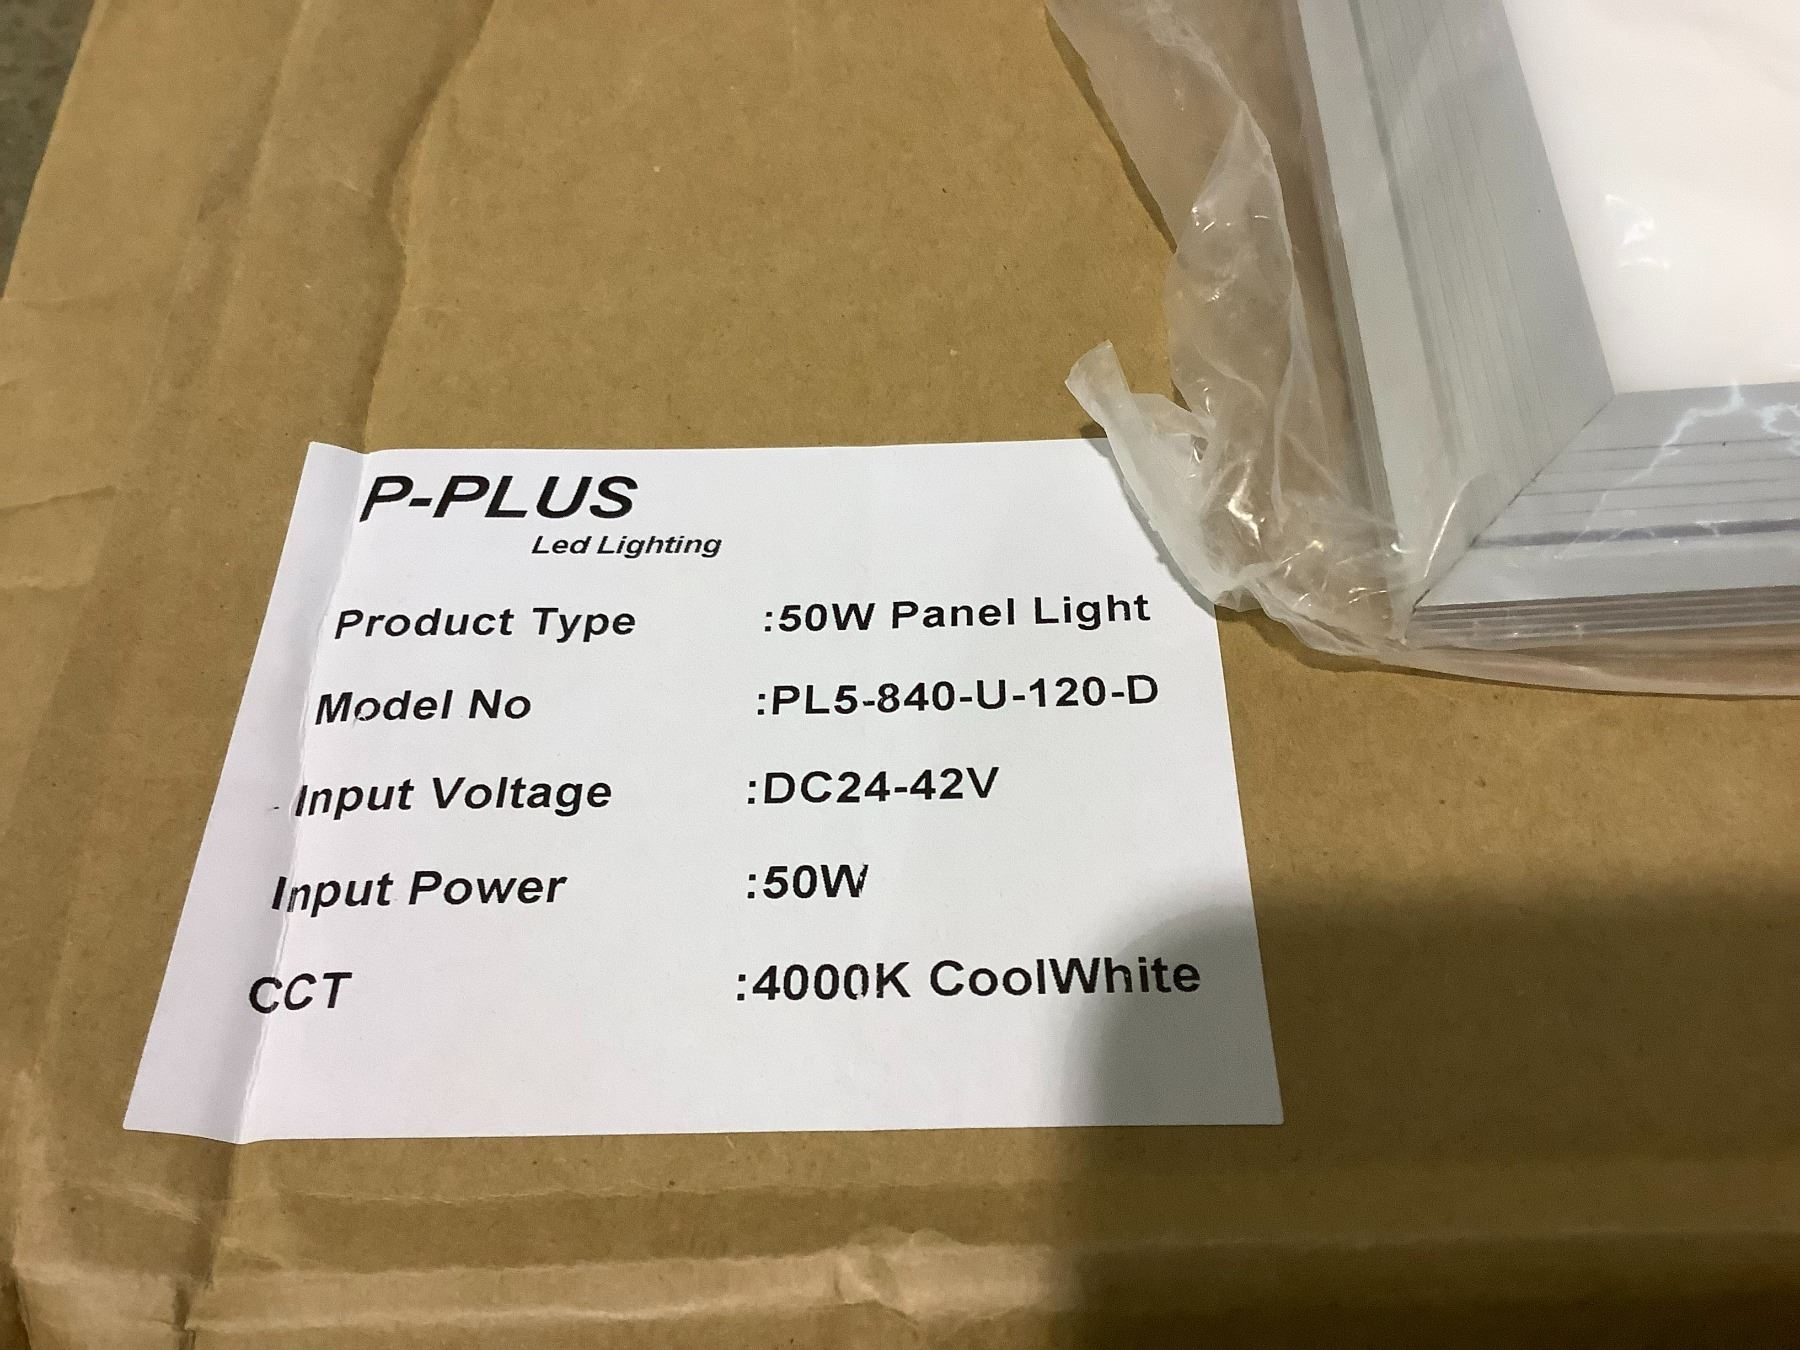 P-PLUS
Led Lighting
Product Type :50W Panel Light
Model No :PL5-840-U-120-D
Input Voltage :DC24-42V
Input Power :50W
CCT :4000K CoolWhite